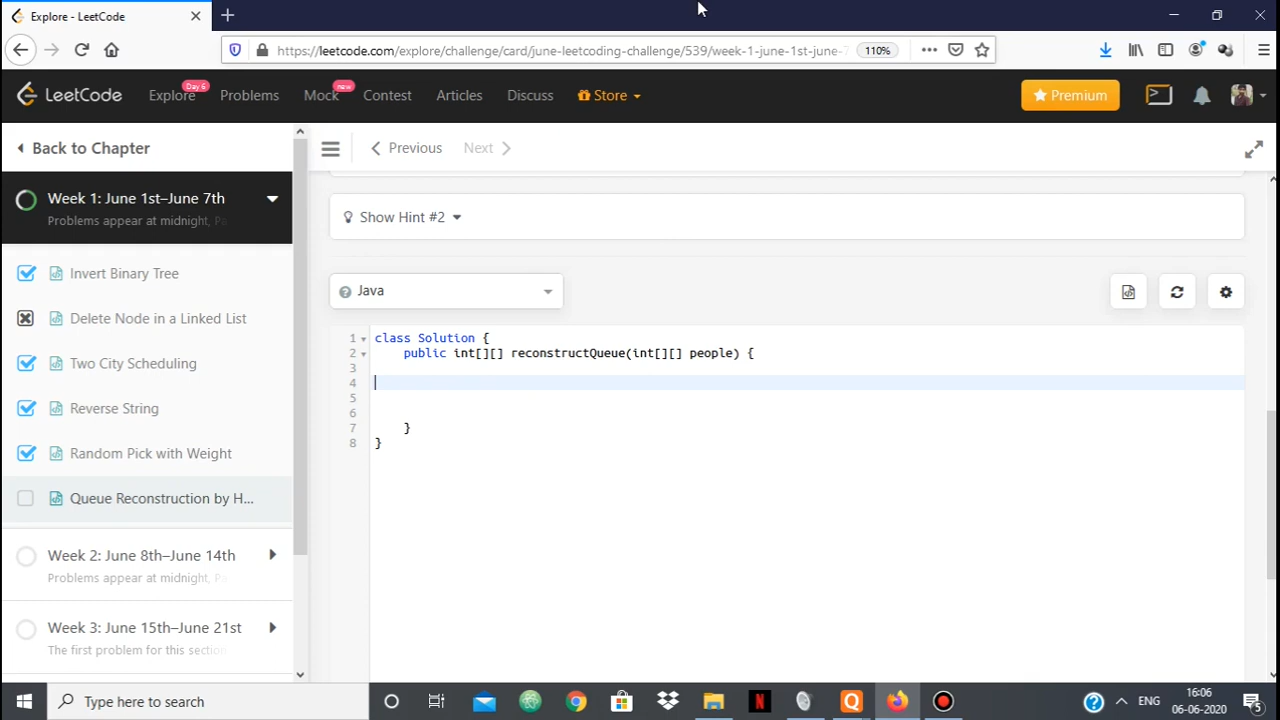 Explore - LeetCode
https://leetcode.com/explore/challenge/card/june-leetcoding-challenge/539/week-1-june-1st-june-7
110%
LeetCode
Explore
Day 6
Problems
Mock
new
Contest
Articles
Discuss
Store
Premium
Back to Chapter
Previous
Next
Week 1: June 1st–June 7th
Problems appear at midnight, Pa
Invert Binary Tree
Delete Node in a Linked List
Two City Scheduling
Reverse String
Random Pick with Weight
Queue Reconstruction by H...
Week 2: June 8th–June 14th
Problems appear at midnight, Pa
Week 3: June 15th–June 21st
The first problem for this section
Show Hint #2
Java
1 class Solution {
2 public int[][] reconstructQueue(int[][] people) {
3
4
5
6
7 }
8 }
Type here to search
ENG
16:06
06-06-2020
5